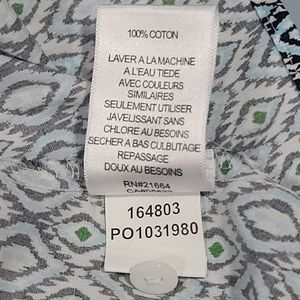 100% COTTON
LAVER A LA MACHINE
A L'EAU TIEDE
AVEC COULEURS
SIMILAIRES
SEULEMENT UTILISER
JAVELISSANT SANS
CHLORE AU BESOINS
SECHER A BAS CULBUTAGE
REPASSAGE
DOUX AU BESOINS
RN#21664
164803
PO1031980